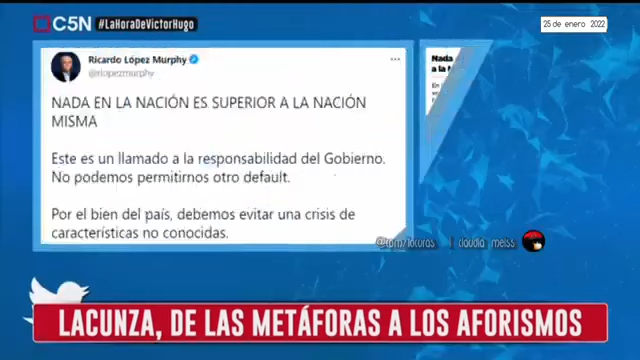 C5N
#LaHoraDeVictorHugo
25 de enero 2022
Ricardo López Murphy
@rlopezmurphy
NADA EN LA NACIÓN ES SUPERIOR A LA NACIÓN
MISMA
Este es un llamado a la responsabilidad del Gobierno.
No podemos permitirnos otro default.
Por el bien del país, debemos evitar una crisis de
características no conocidas.
Nada
a la
claudia meiss
LACUNZA, DE LAS METÁFORAS A LOS AFORISMOS